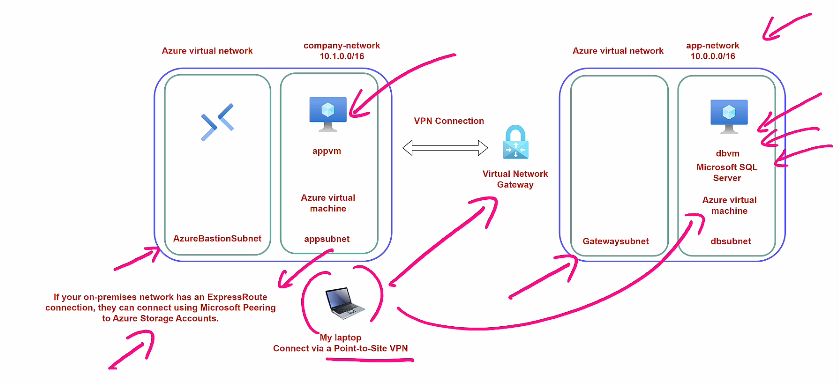 Azure virtual network
company-network
10.1.0.0/16
Azure virtual network
app-network
10.0.0.0/16
appvm
Azure virtual
machine
AzureBastionSubnet
appsubnet
VPN Connection
Virtual Network
Gateway
dbvm
Microsoft SQL
Server
Azure virtual
machine
Gatewaysubnet
dbsubnet
If your on-premises network has an ExpressRoute
connection, they can connect using Microsoft Peering
to Azure Storage Accounts.
My laptop
Connect via a Point-to-Site VPN